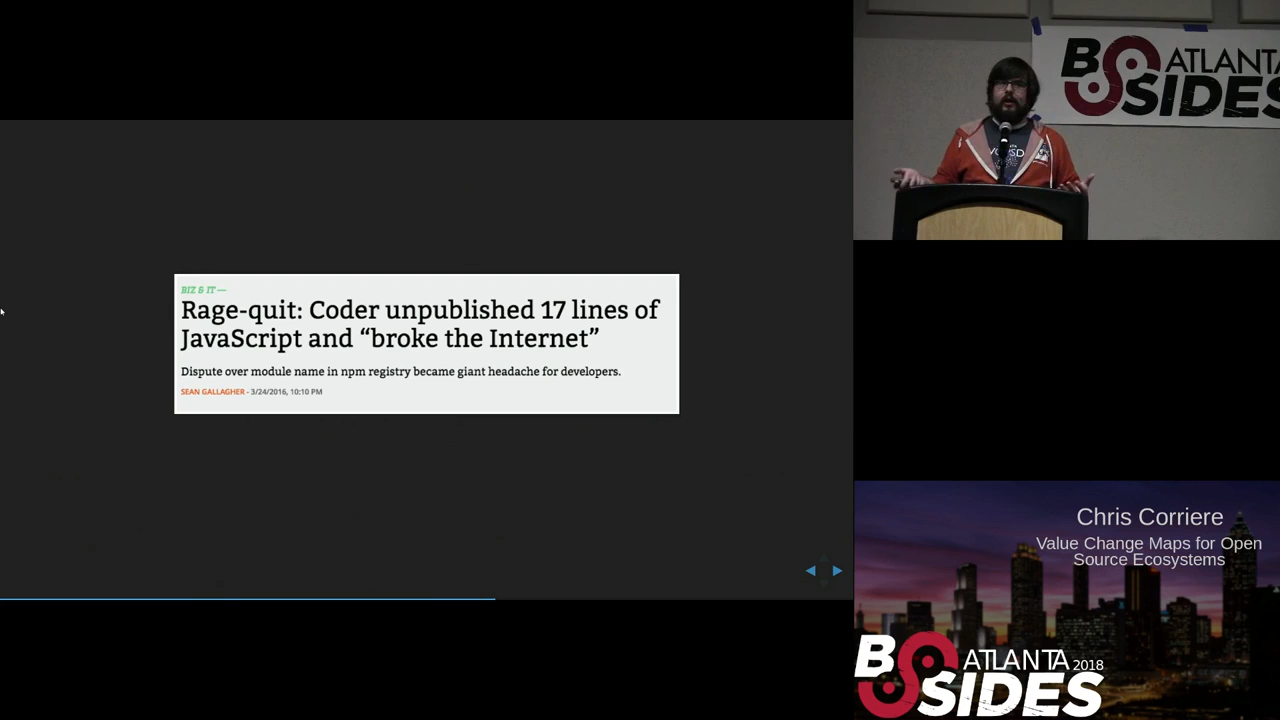 BIZ & IT —
Rage-quit: Coder unpublished 17 lines of
JavaScript and “broke the Internet”
Dispute over module name in npm registry became giant headache for developers.
SEAN GALLAGHER - 3/24/2016, 10:10 PM
BSIDES ATLANTA
Chris Corriere
Value Change Maps for Open
Source Ecosystems
BSIDES ATLANTA 2018